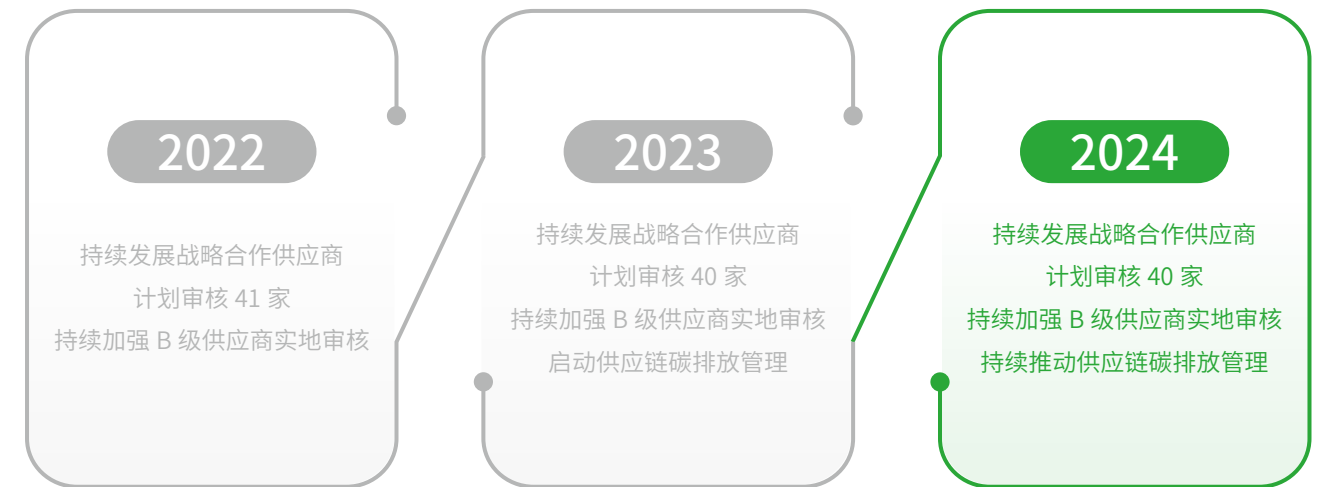 2022
持续发展战略合作供应商
计划审核 41 家
持续加强 B 级供应商实地审核
2023
持续发展战略合作供应商
计划审核 40 家
持续加强 B 级供应商实地审核
启动供应链碳排放管理
2024
持续发展战略合作供应商
计划审核 40 家
持续加强 B 级供应商实地审核
持续推动供应链碳排放管理